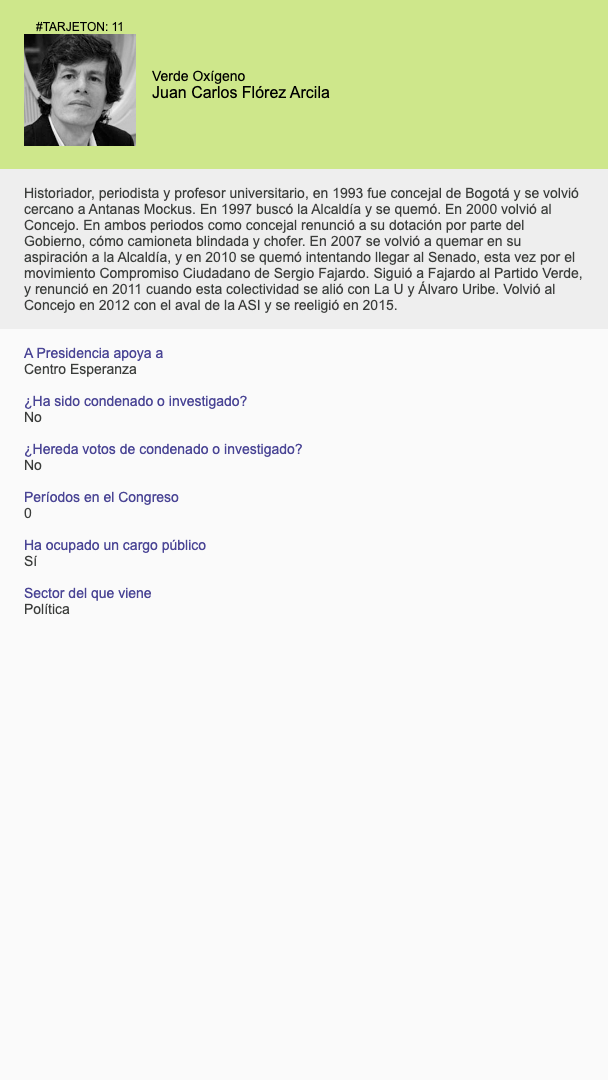 #TARJETON: 11
Verde Oxígeno
Juan Carlos Flórez Arcila
Historiador, periodista y profesor universitario, en 1993 fue concejal de Bogotá y se volvió
cercano a Antanas Mockus. En 1997 buscó la Alcaldía y se quemó. En 2000 volvió al
Concejo. En ambos periodos como concejal renunció a su dotación por parte del
Gobierno, cómo camioneta blindada y chofer. En 2007 se volvió a quemar en su
aspiración a la Alcaldía, y en 2010 se quemó intentando llegar al Senado, esta vez por el
movimiento Compromiso Ciudadano de Sergio Fajardo. Siguió a Fajardo al Partido Verde,
y renunció en 2011 cuando esta colectividad se alió con La U y Álvaro Uribe. Volvió al
Concejo en 2012 con el aval de la ASI y se reeligió en 2015.
A Presidencia apoya a
Centro Esperanza
¿Ha sido condenado o investigado?
No
¿Hereda votos de condenado o investigado?
No
Períodos en el Congreso
0
Ha ocupado un cargo público
Sí
Sector del que viene
Política